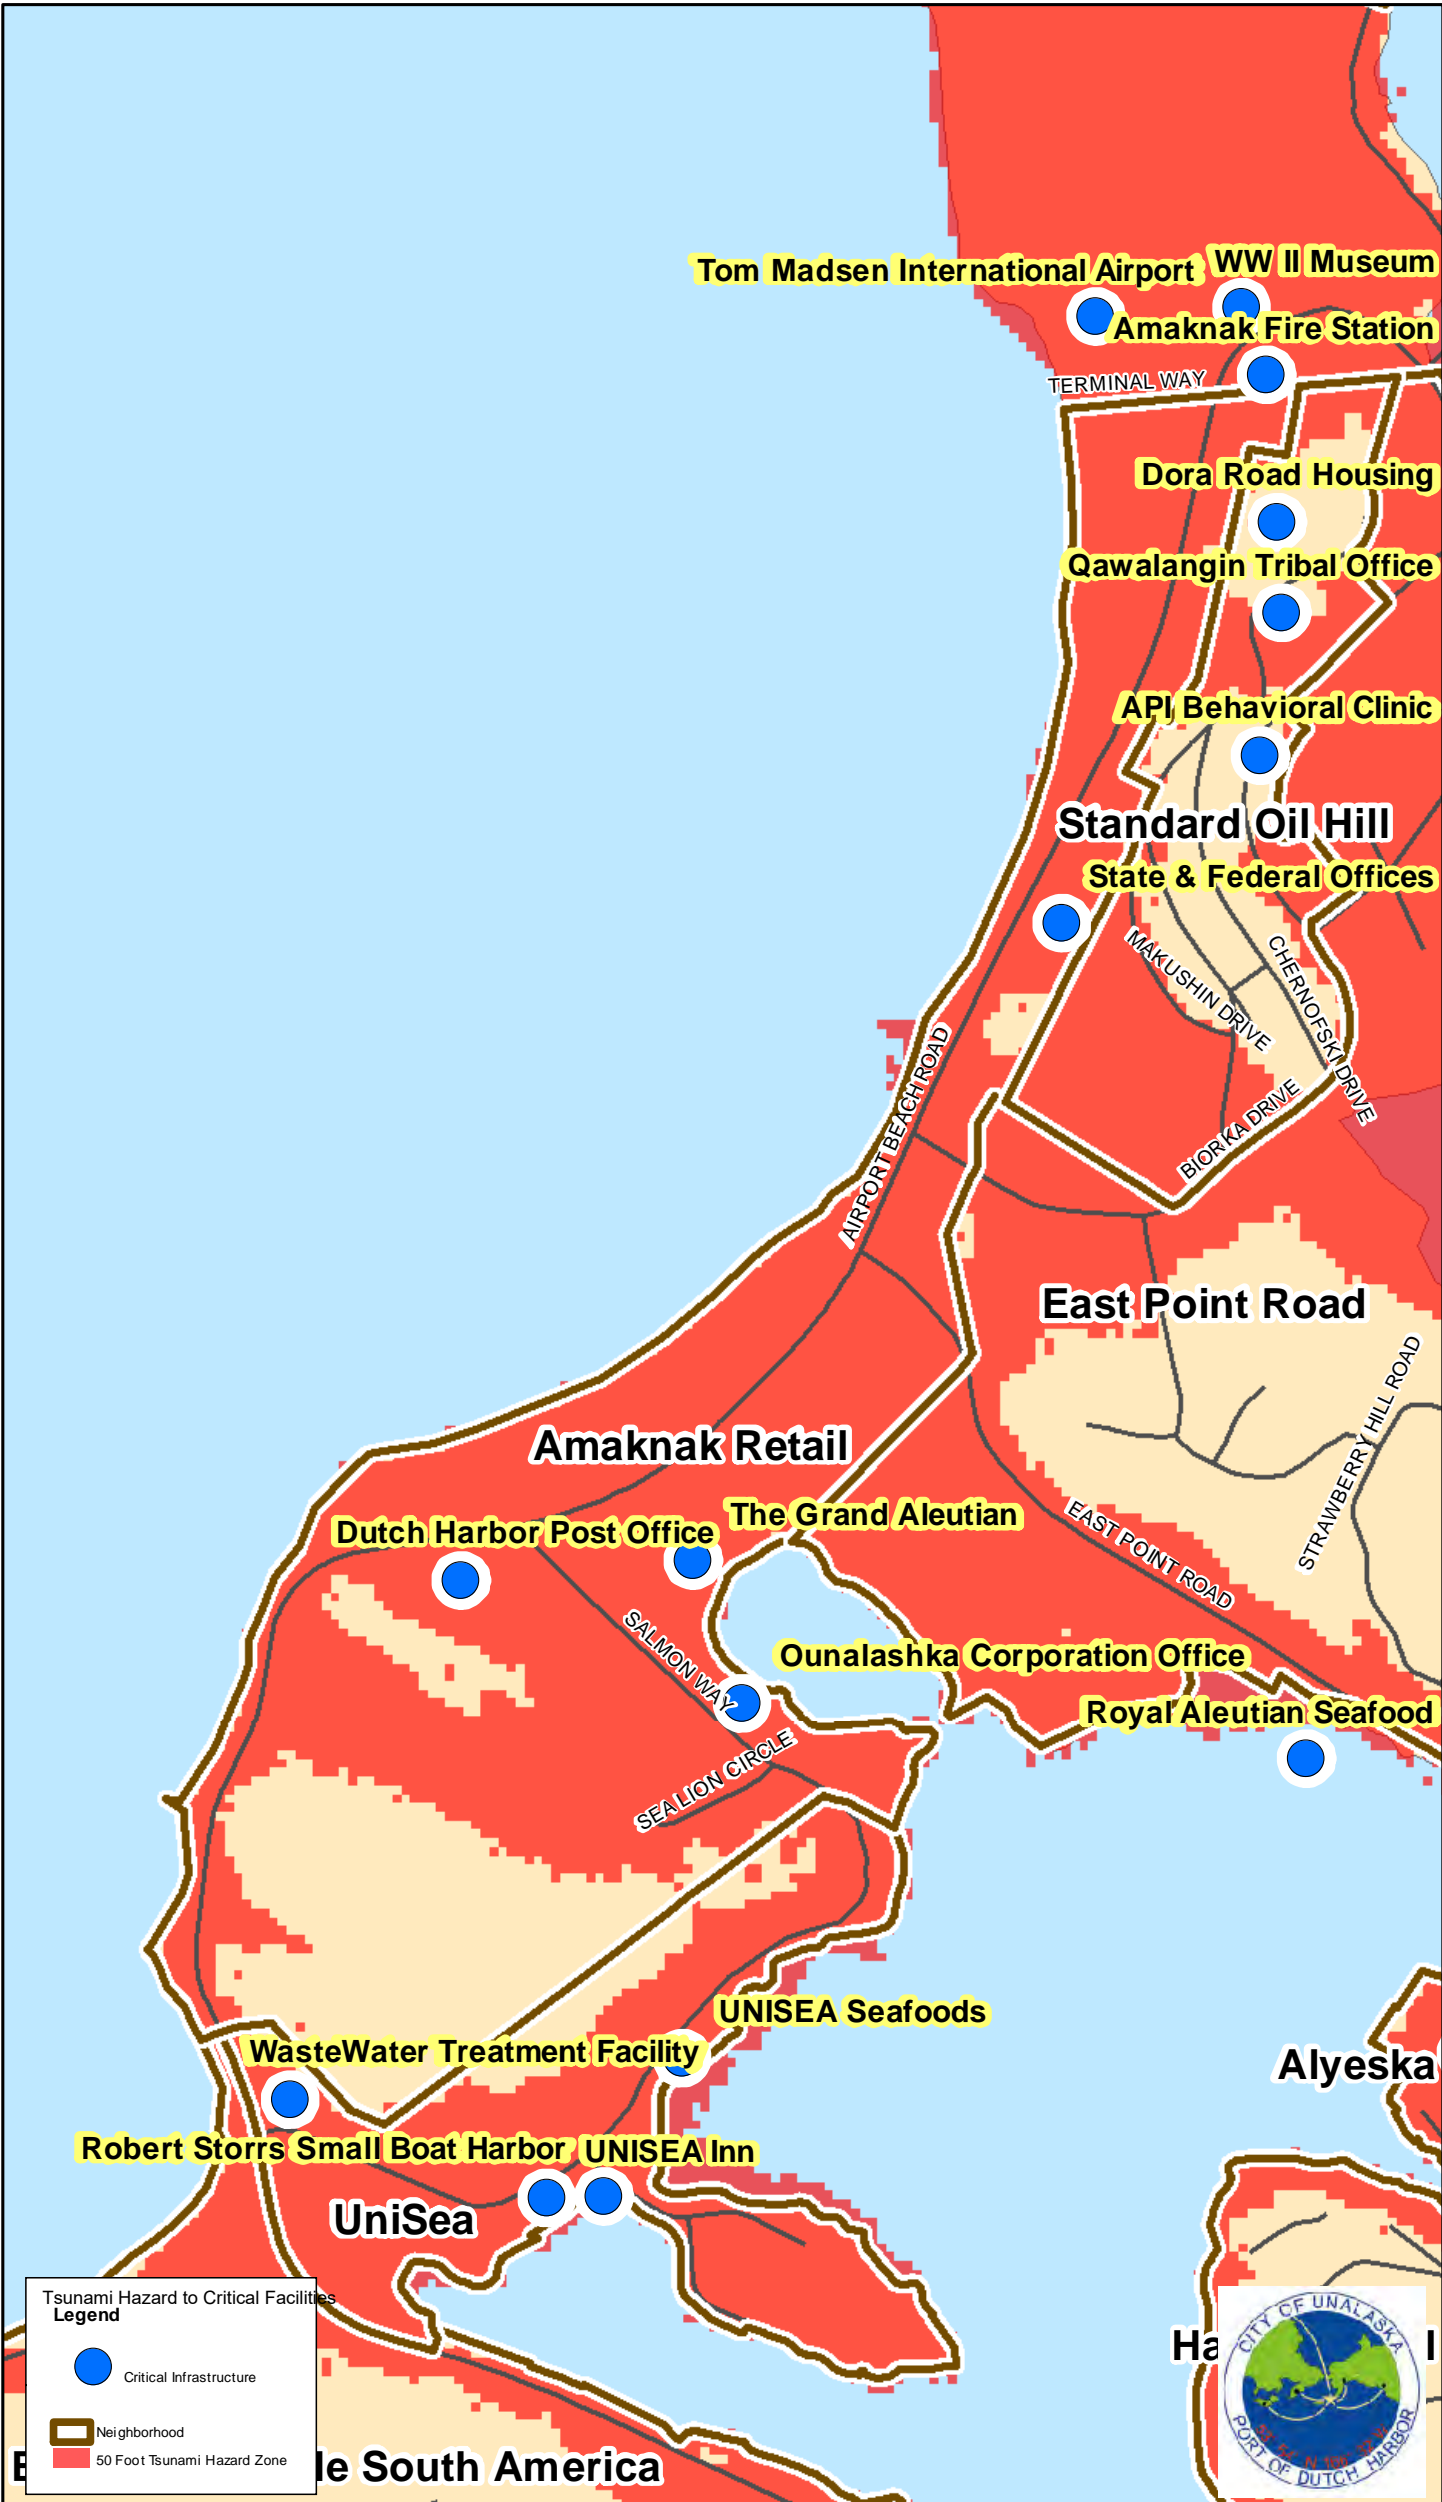 Tom Madsen International Airport
WW II Museum
Amaknak Fire Station
TERMINAL WAY
Dora Road Housing
Qawalangin Tribal Office
API Behavioral Clinic
Standard Oil Hill
State & Federal Offices
MAKUSHIN DRIVE
CHERNOFSKI DRIVE
AIRPORT BEACH ROAD
BIORKA DRIVE
East Point Road
STRAWBERRY HILL ROAD
Amaknak Retail
The Grand Aleutian
Dutch Harbor Post Office
EAST POINT ROAD
SALMON WAY
Ounalashka Corporation Office
Royal Aleutian Seafood
SEA LION CIRCLE
UNISEA Seafoods
WasteWater Treatment Facility
Alyeska
Robert Storrs Small Boat Harbor
UNISEA Inn
UniSea
Tsunami Hazard to Critical Facilities
Legend
Critical Infrastructure
Neighborhood
50 Foot Tsunami Hazard Zone
le South America
Ha
CITY OF UNALASKA
PORT OF DUTCH HARBOR